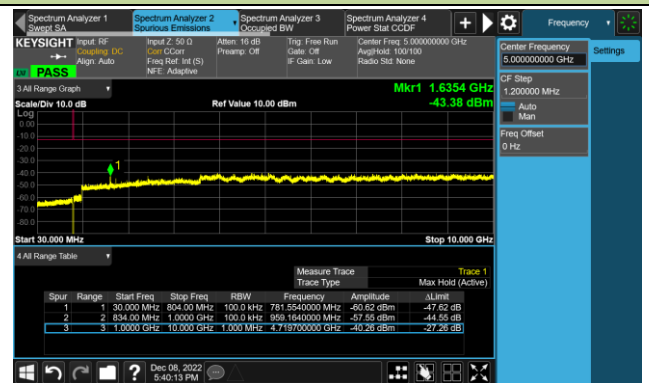 Spectrum Analyzer 1
Swept SA
Spectrum Analyzer 2
Spurious Emissions
Spectrum Analyzer 3
Occupied BW
Spectrum Analyzer 4
Power Stat CCDF
Frequency
KEYSIGHT
Input: RF
Coupling: DC
Align: Auto
Input Z: 50 Ω
Corr CCorr
Freq Ref: Int (S)
NFE: Adaptive
Atten: 16 dB
Preamp: Off
Trig: Free Run
Gate: Off
IF Gain: Low
Center Freq: 5.000000000 GHz
Avg|Hold: 100/100
Radio Std: None
LXI PASS
Center Frequency
5.000000000 GHz
Settings
CF Step
1.200000 MHz
Auto
Man
Freq Offset
0 Hz
3 All Range Graph
Mkr1 1.6354 GHz
Scale/Div 10.0 dB
Ref Value 10.00 dBm
-43.38 dBm
Log
0.00
-10.0
-20.0
-30.0
-40.0
-50.0
-60.0
-70.0
-80.0
1
Start 30.000 MHz
Stop 10.000 GHz
4 All Range Table
Measure Trace Trace 1
Trace Type Max Hold (Active)
Spur Range Start Freq Stop Freq RBW Frequency Amplitude ΔLimit
1 1 30.000 MHz 804.00 MHz 100.0 kHz 781.5540000 MHz -60.62 dBm -47.62 dB
2 2 834.00 MHz 1.0000 GHz 100.0 kHz 959.1640000 MHz -57.55 dBm -44.55 dB
3 3 1.0000 GHz 10.000 GHz 1.000 MHz 4.719700000 GHz -40.26 dBm -27.26 dB
?
Dec 08, 2022
5:40:13 PM